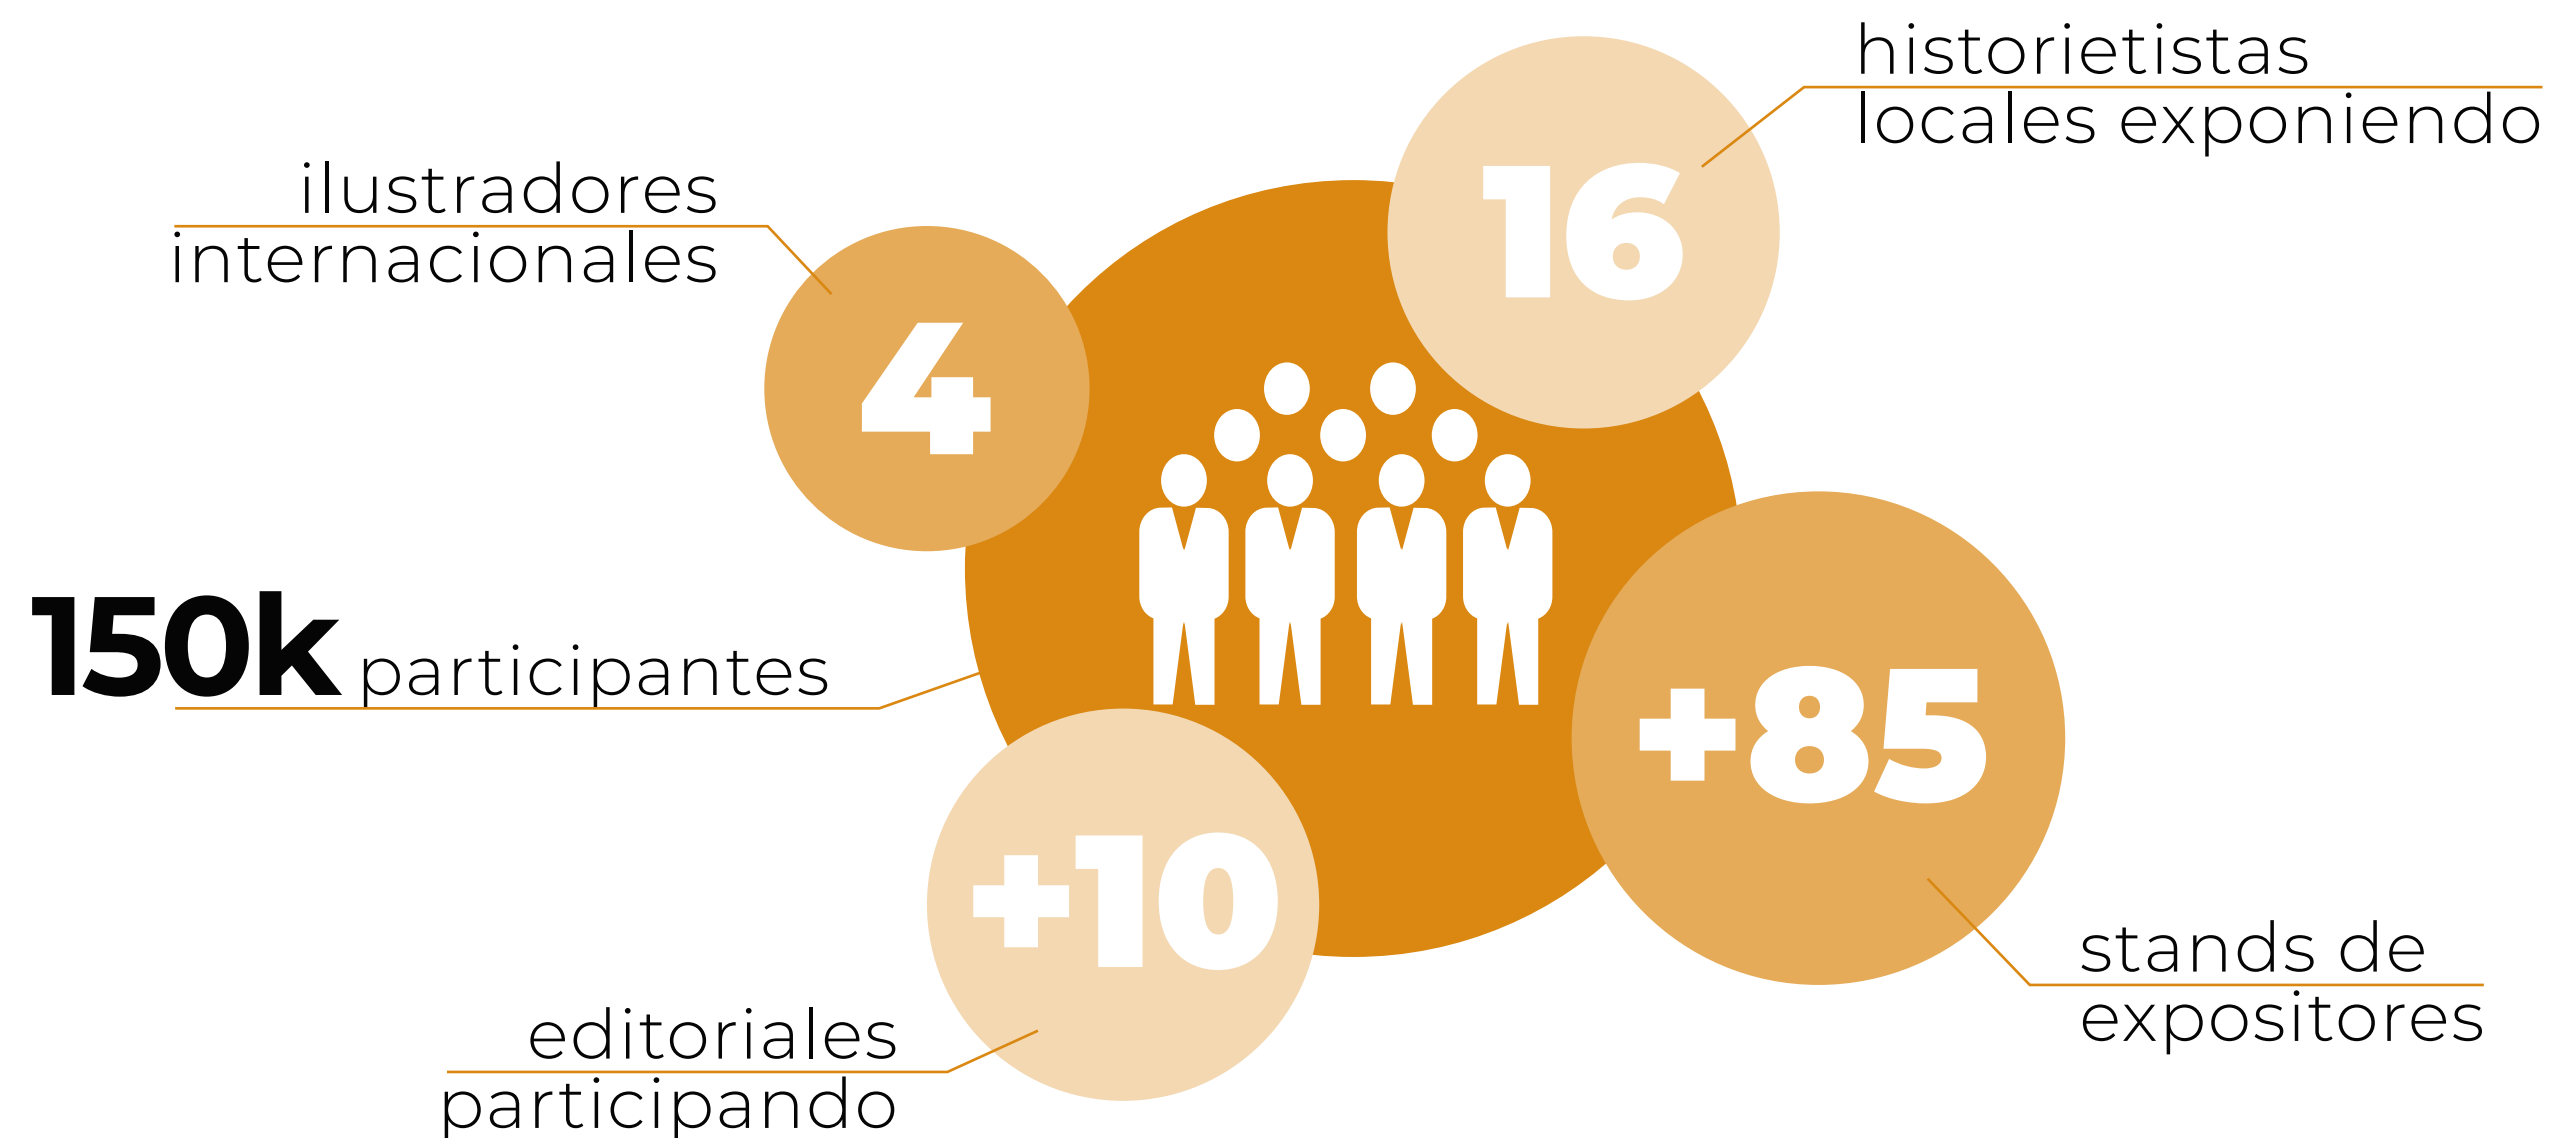 historietistas
locales exponiendo
16
ilustradores
internacionales
4
150k participantes
+85
stands de
expositores
+10
editoriales
participando